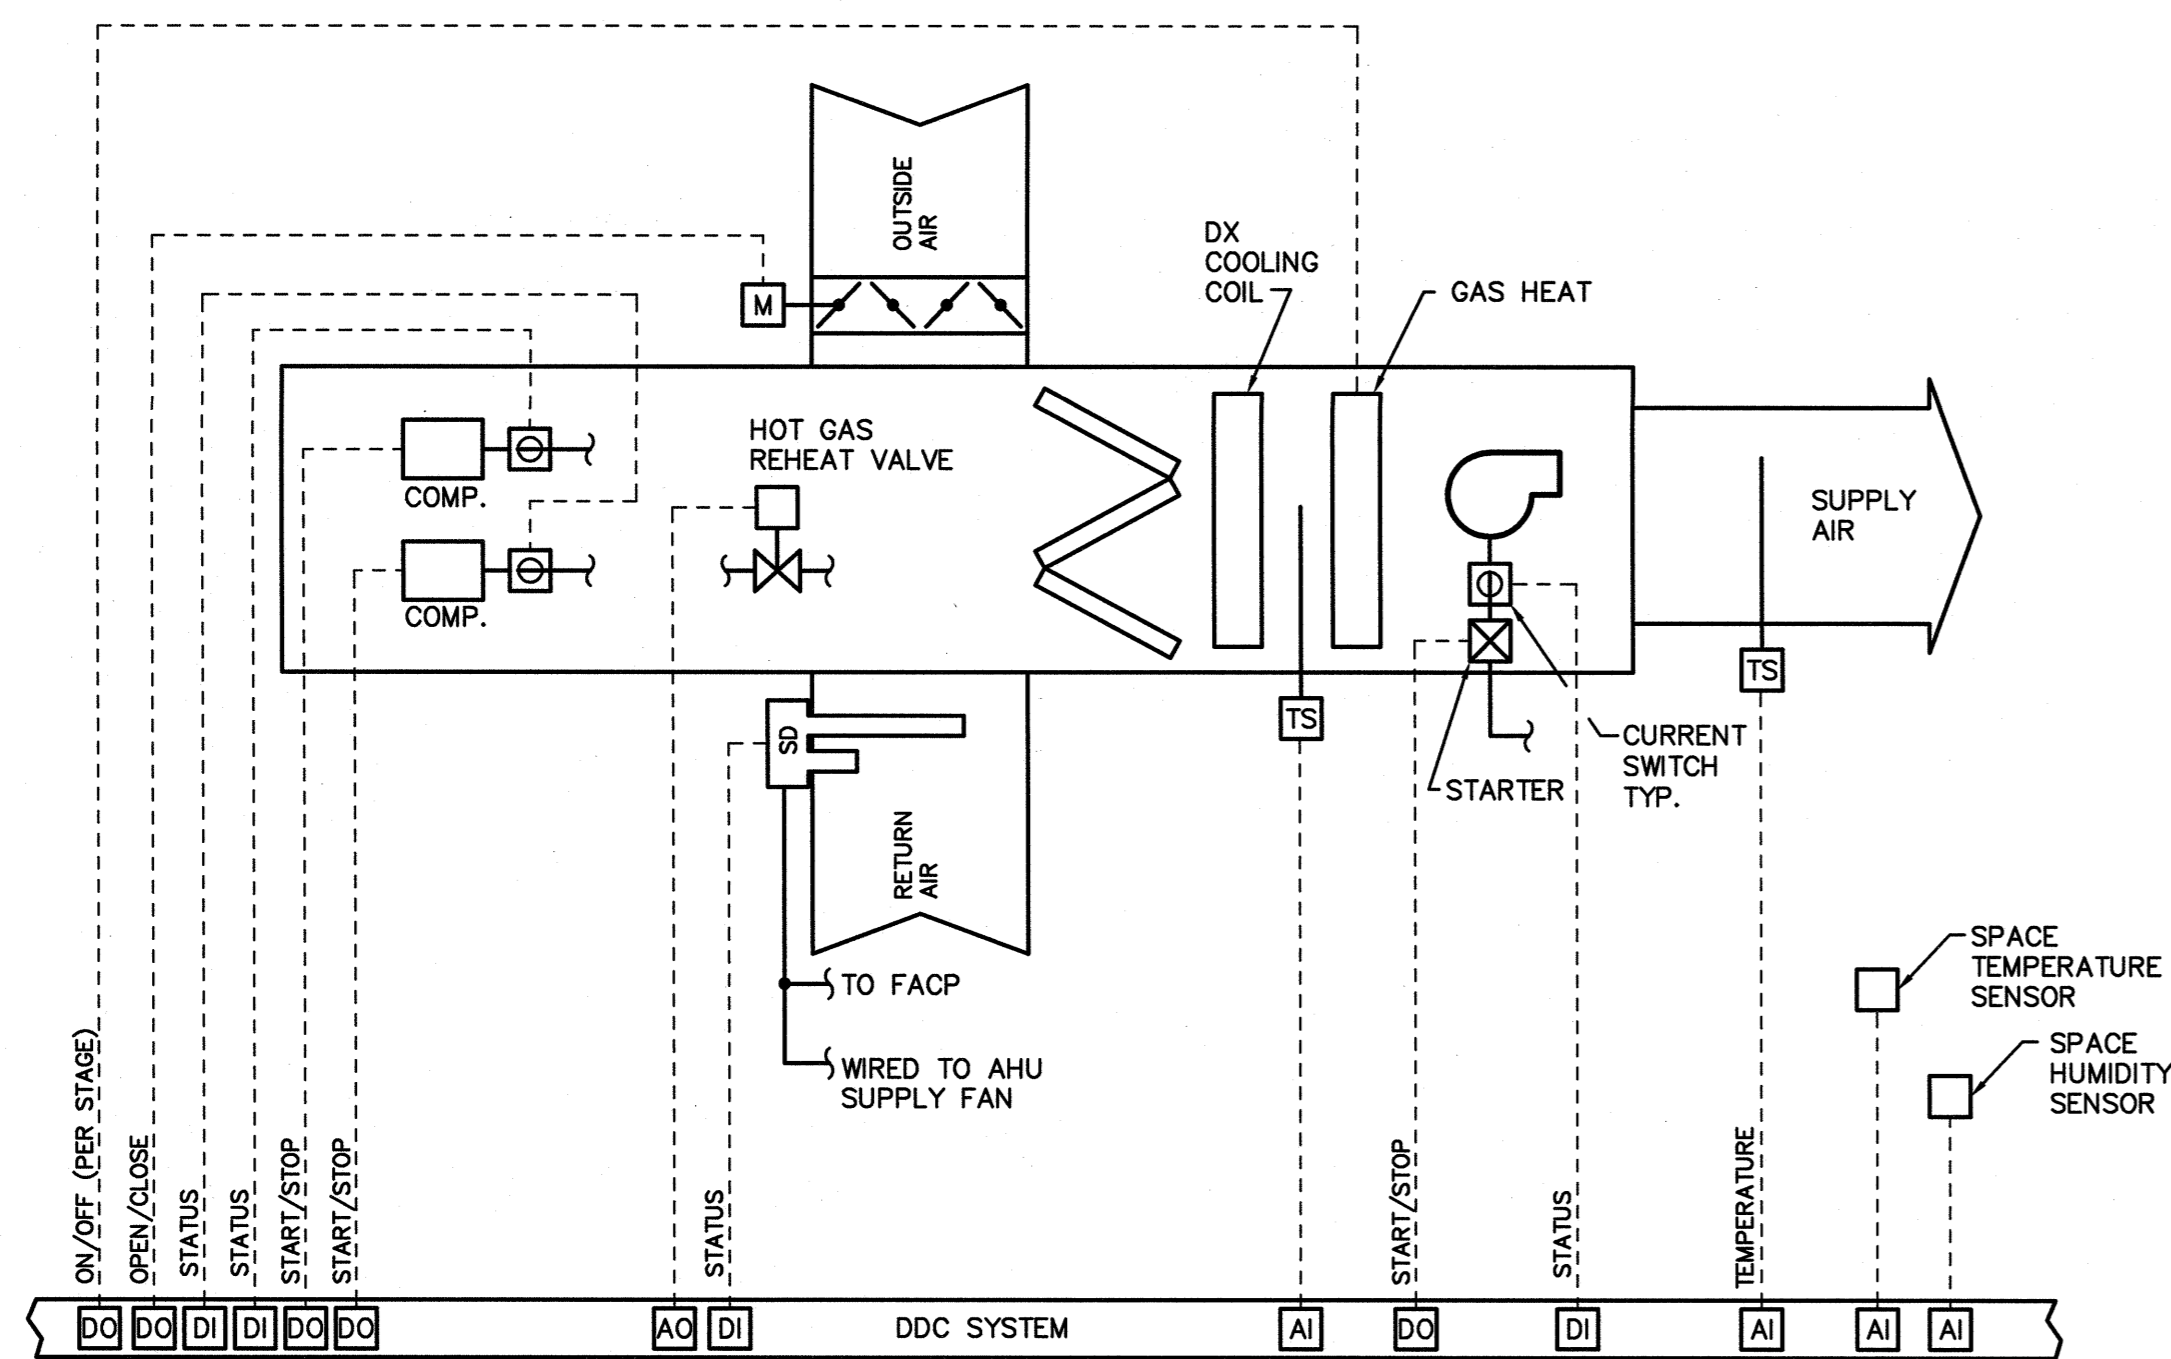 OUTSIDE
AIR
M
DX
COOLING
COIL
GAS HEAT
HOT GAS
REHEAT VALVE
COMP.
COMP.
SUPPLY
AIR
TS
TS
SD
CURRENT
SWITCH
TYP.
STARTER
RETURN
AIR
TO FACP
WIRED TO AHU
SUPPLY FAN
SPACE
TEMPERATURE
SENSOR
SPACE
HUMIDITY
SENSOR
ON/OFF (PER STAGE)
OPEN/CLOSE
STATUS
STATUS
START/STOP
START/STOP
STATUS
START/STOP
STATUS
TEMPERATURE
DO DO DI DI DO DO AO DI DDC SYSTEM AI DO DI AI AI AI